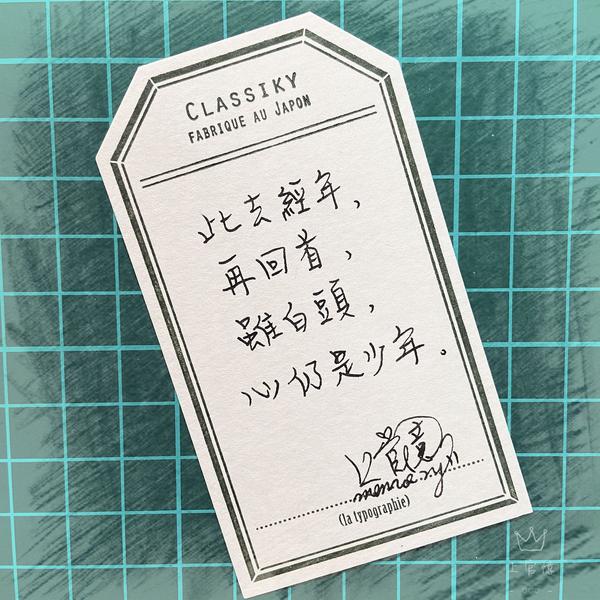 CLASSIKY
FABRIQUE AU JAPON
此去經年，
再回首，
雖白頭，
心仍是少年。
(la typographie)